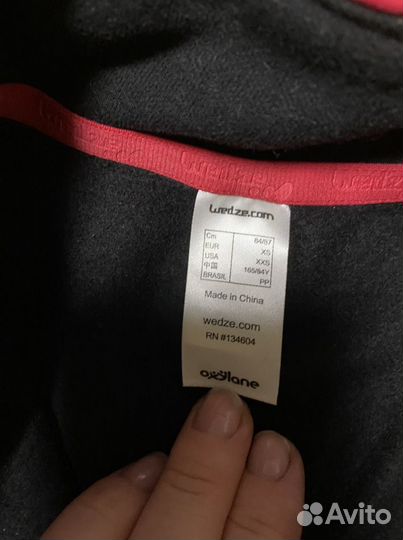 wedze.com
Cm 84/87
EUR XS
USA XXS
中国 165/84Y
BRASIL PP
Made in China
wedze.com
RN #134604
oxylane
Avito